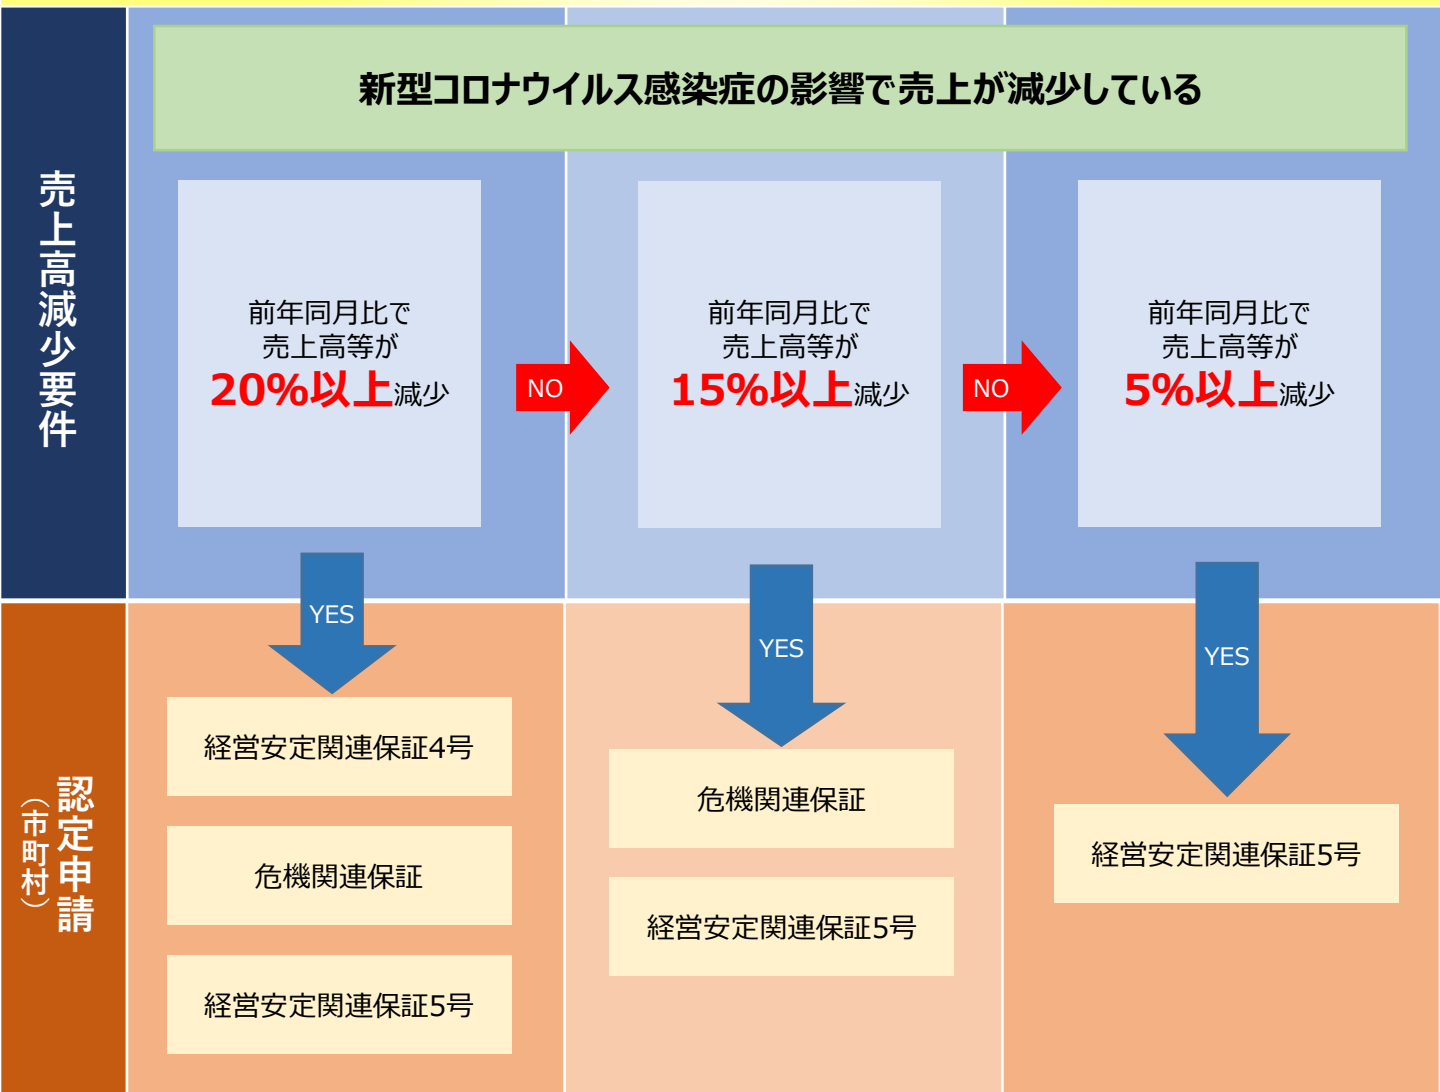 新型コロナウイルス感染症の影響で売上が減少している
売上高減少要件
前年同月比で
売上高等が
20%以上減少
NO
前年同月比で
売上高等が
15%以上減少
NO
前年同月比で
売上高等が
5%以上減少
YES
YES
YES
認定申請
（市町村）
経営安定関連保証4号
危機関連保証
経営安定関連保証5号
危機関連保証
経営安定関連保証5号
経営安定関連保証5号